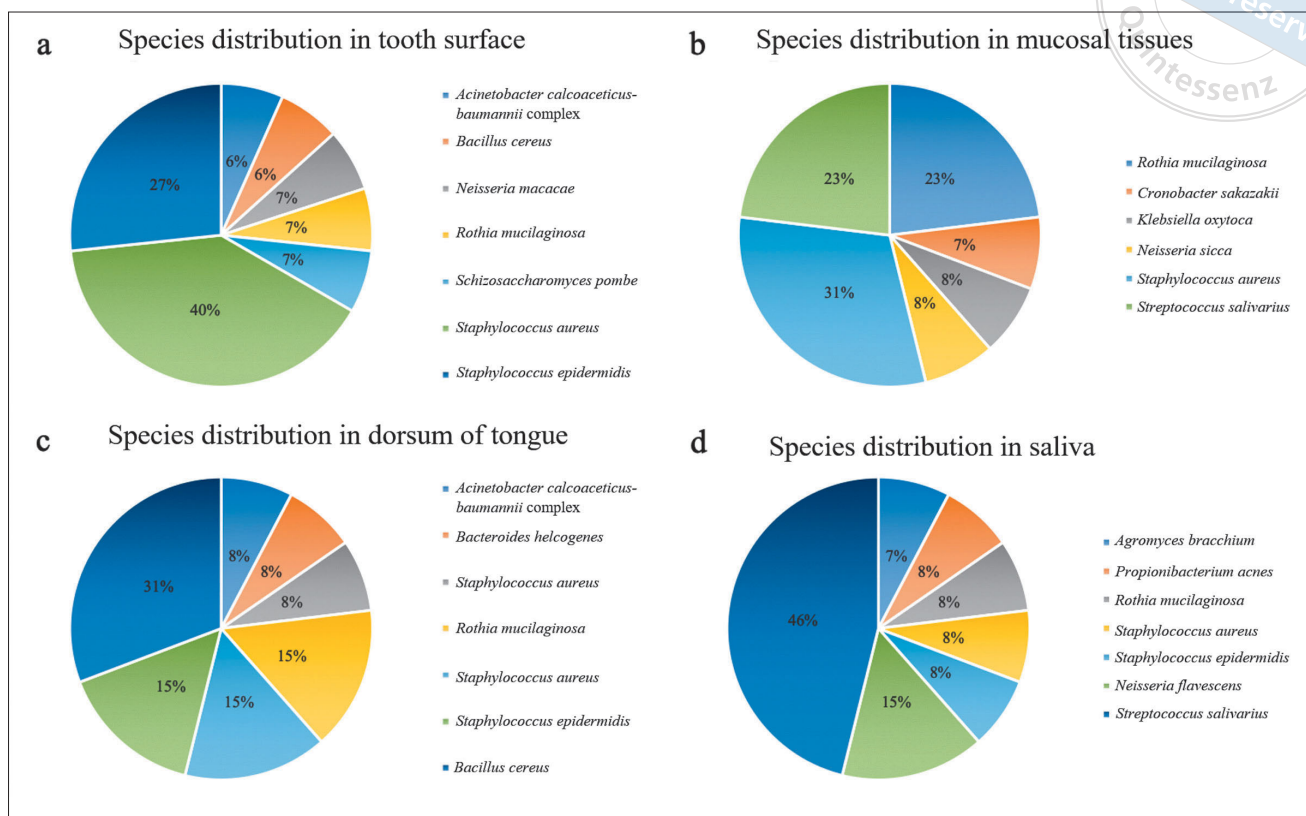 Quintessenz
reserv
a Species distribution in tooth surface
6%
6%
7%
7%
7%
40%
27%
Acinetobacter calcoaceticus-
baumannii complex
Bacillus cereus
Neisseria macacae
Rothia mucilaginosa
Schizosaccharomyces pombe
Staphylococcus aureus
Staphylococcus epidermidis
b Species distribution in mucosal tissues
23%
7%
8%
8%
31%
23%
Rothia mucilaginosa
Cronobacter sakazakii
Klebsiella oxytoca
Neisseria sicca
Staphylococcus aureus
Streptococcus salivarius
c Species distribution in dorsum of tongue
8%
8%
8%
15%
15%
15%
31%
Acinetobacter calcoaceticus-
baumannii complex
Bacteroides helcogenes
Staphylococcus aureus
Rothia mucilaginosa
Staphylococcus aureus
Staphylococcus epidermidis
Bacillus cereus
d Species distribution in saliva
7%
8%
8%
8%
8%
15%
46%
Agromyces bracchium
Propionibacterium acnes
Rothia mucilaginosa
Staphylococcus aureus
Staphylococcus epidermidis
Neisseria flavescens
Streptococcus salivarius